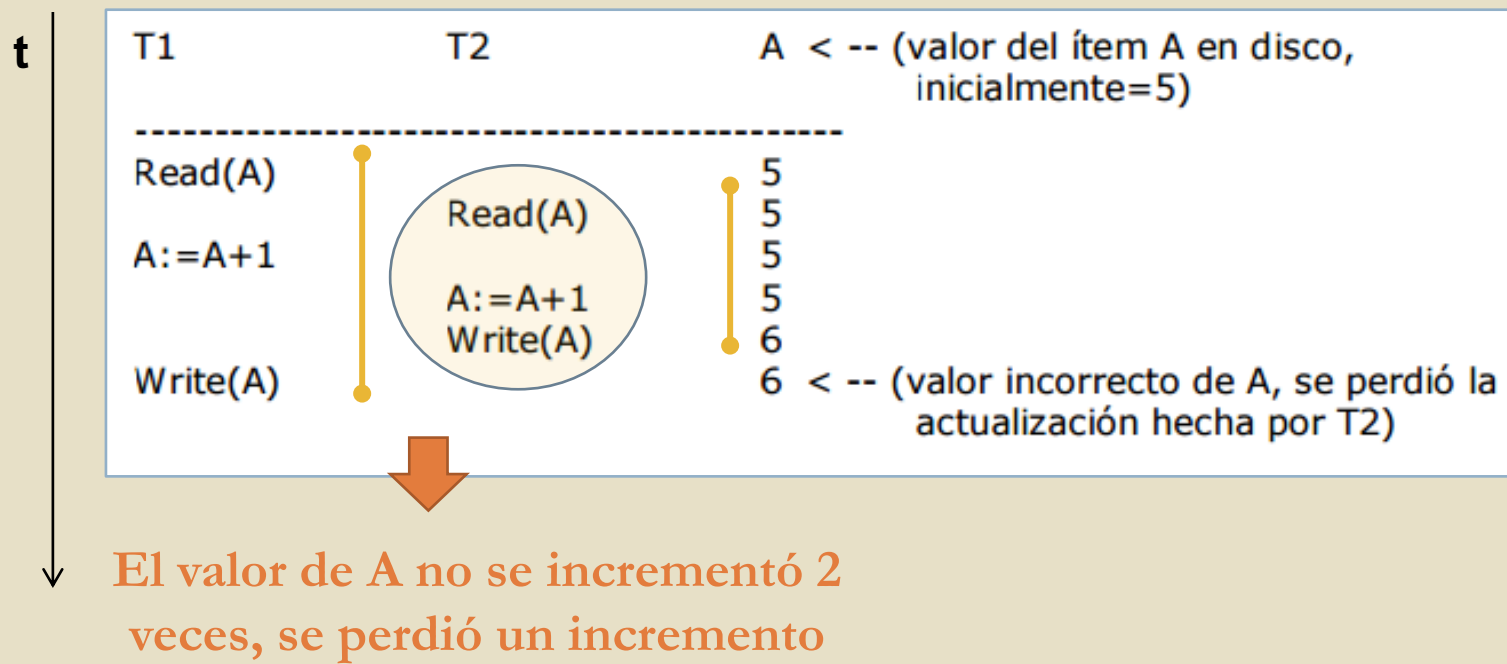 t
T1 T2 A < -- (valor del ítem A en disco,
inicialmente=5)
---------------------------------------------
Read(A) 5
Read(A) 5
A:=A+1 5
A:=A+1 5
Write(A) 6
Write(A) 6 < -- (valor incorrecto de A, se perdió la
actualización hecha por T2)
El valor de A no se incrementó 2
veces, se perdió un incremento